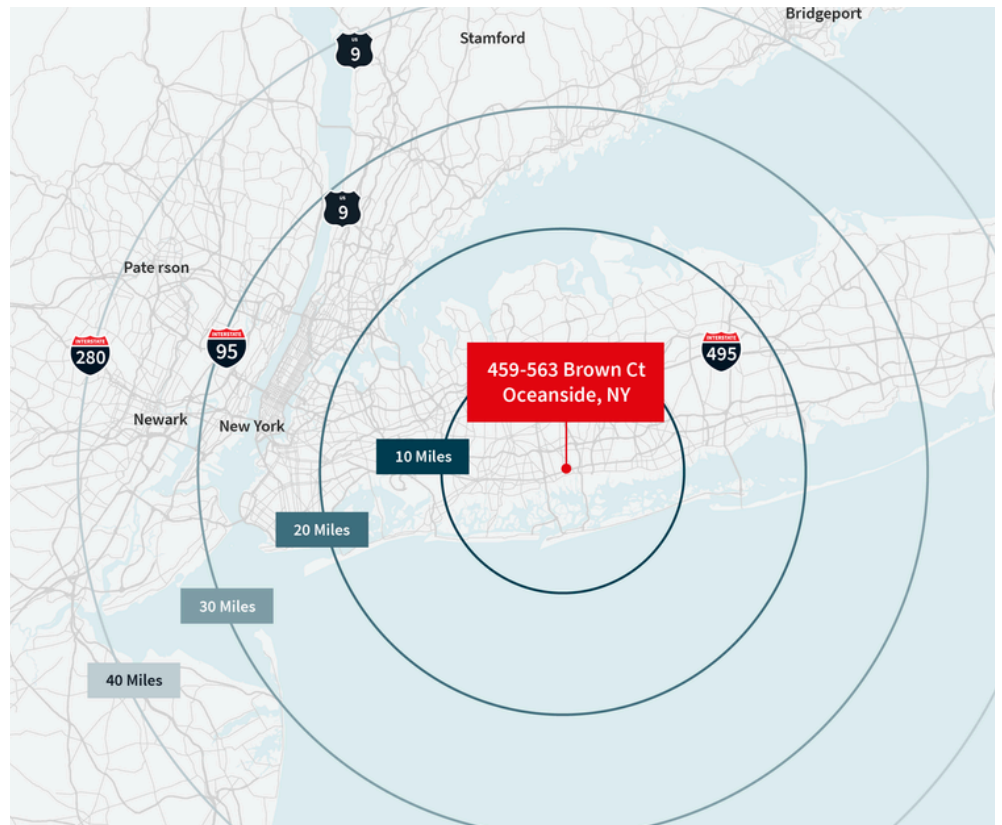 Bridgeport
Stamford
US
9
US
9
Pate rson
INTERSTATE
280
INTERSTATE
95
INTERSTATE
495
459-563 Brown Ct
Oceanside, NY
Newark
New York
10 Miles
20 Miles
30 Miles
40 Miles